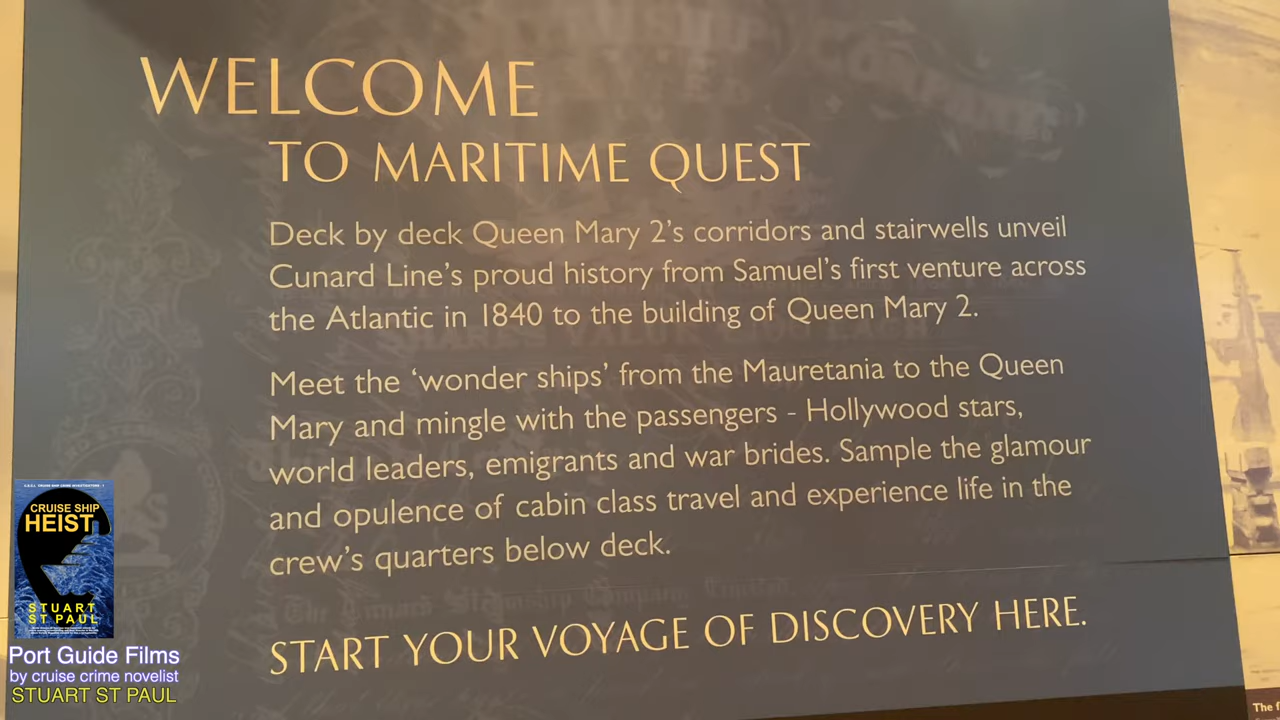 WELCOME
TO MARITIME QUEST
Deck by deck Queen Mary 2's corridors and stairwells unveil
Cunard Line's proud history from Samuel's first venture across
the Atlantic in 1840 to the building of Queen Mary 2.
Meet the 'wonder ships' from the Mauretania to the Queen
Mary and mingle with the passengers - Hollywood stars,
world leaders, emigrants and war brides. Sample the glamour
and opulence of cabin class travel and experience life in the
crew's quarters below deck.
START YOUR VOYAGE OF DISCOVERY HERE.
CRUISE SHIP
HEIST
STUART
ST PAUL
Port Guide Films
by cruise crime novelist
STUART ST PAUL
The f